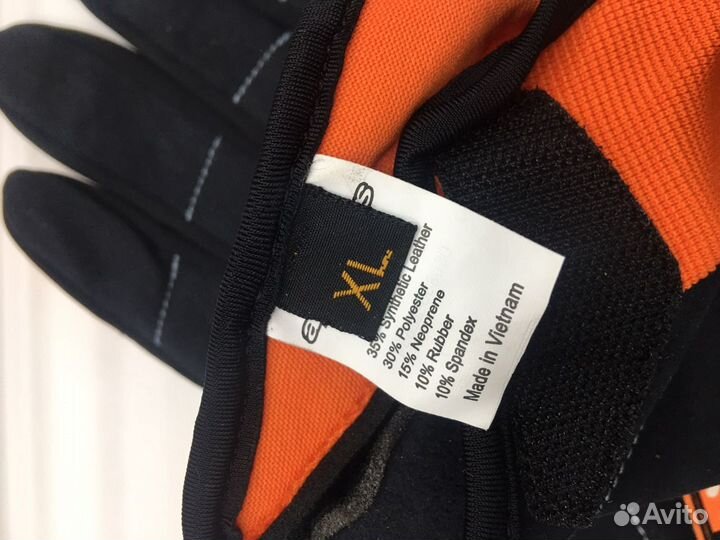 XL
35% Synthetic Leather
30% Polyester
15% Neoprene
10% Rubber
10% Spandex
Made in Vietnam
Avito